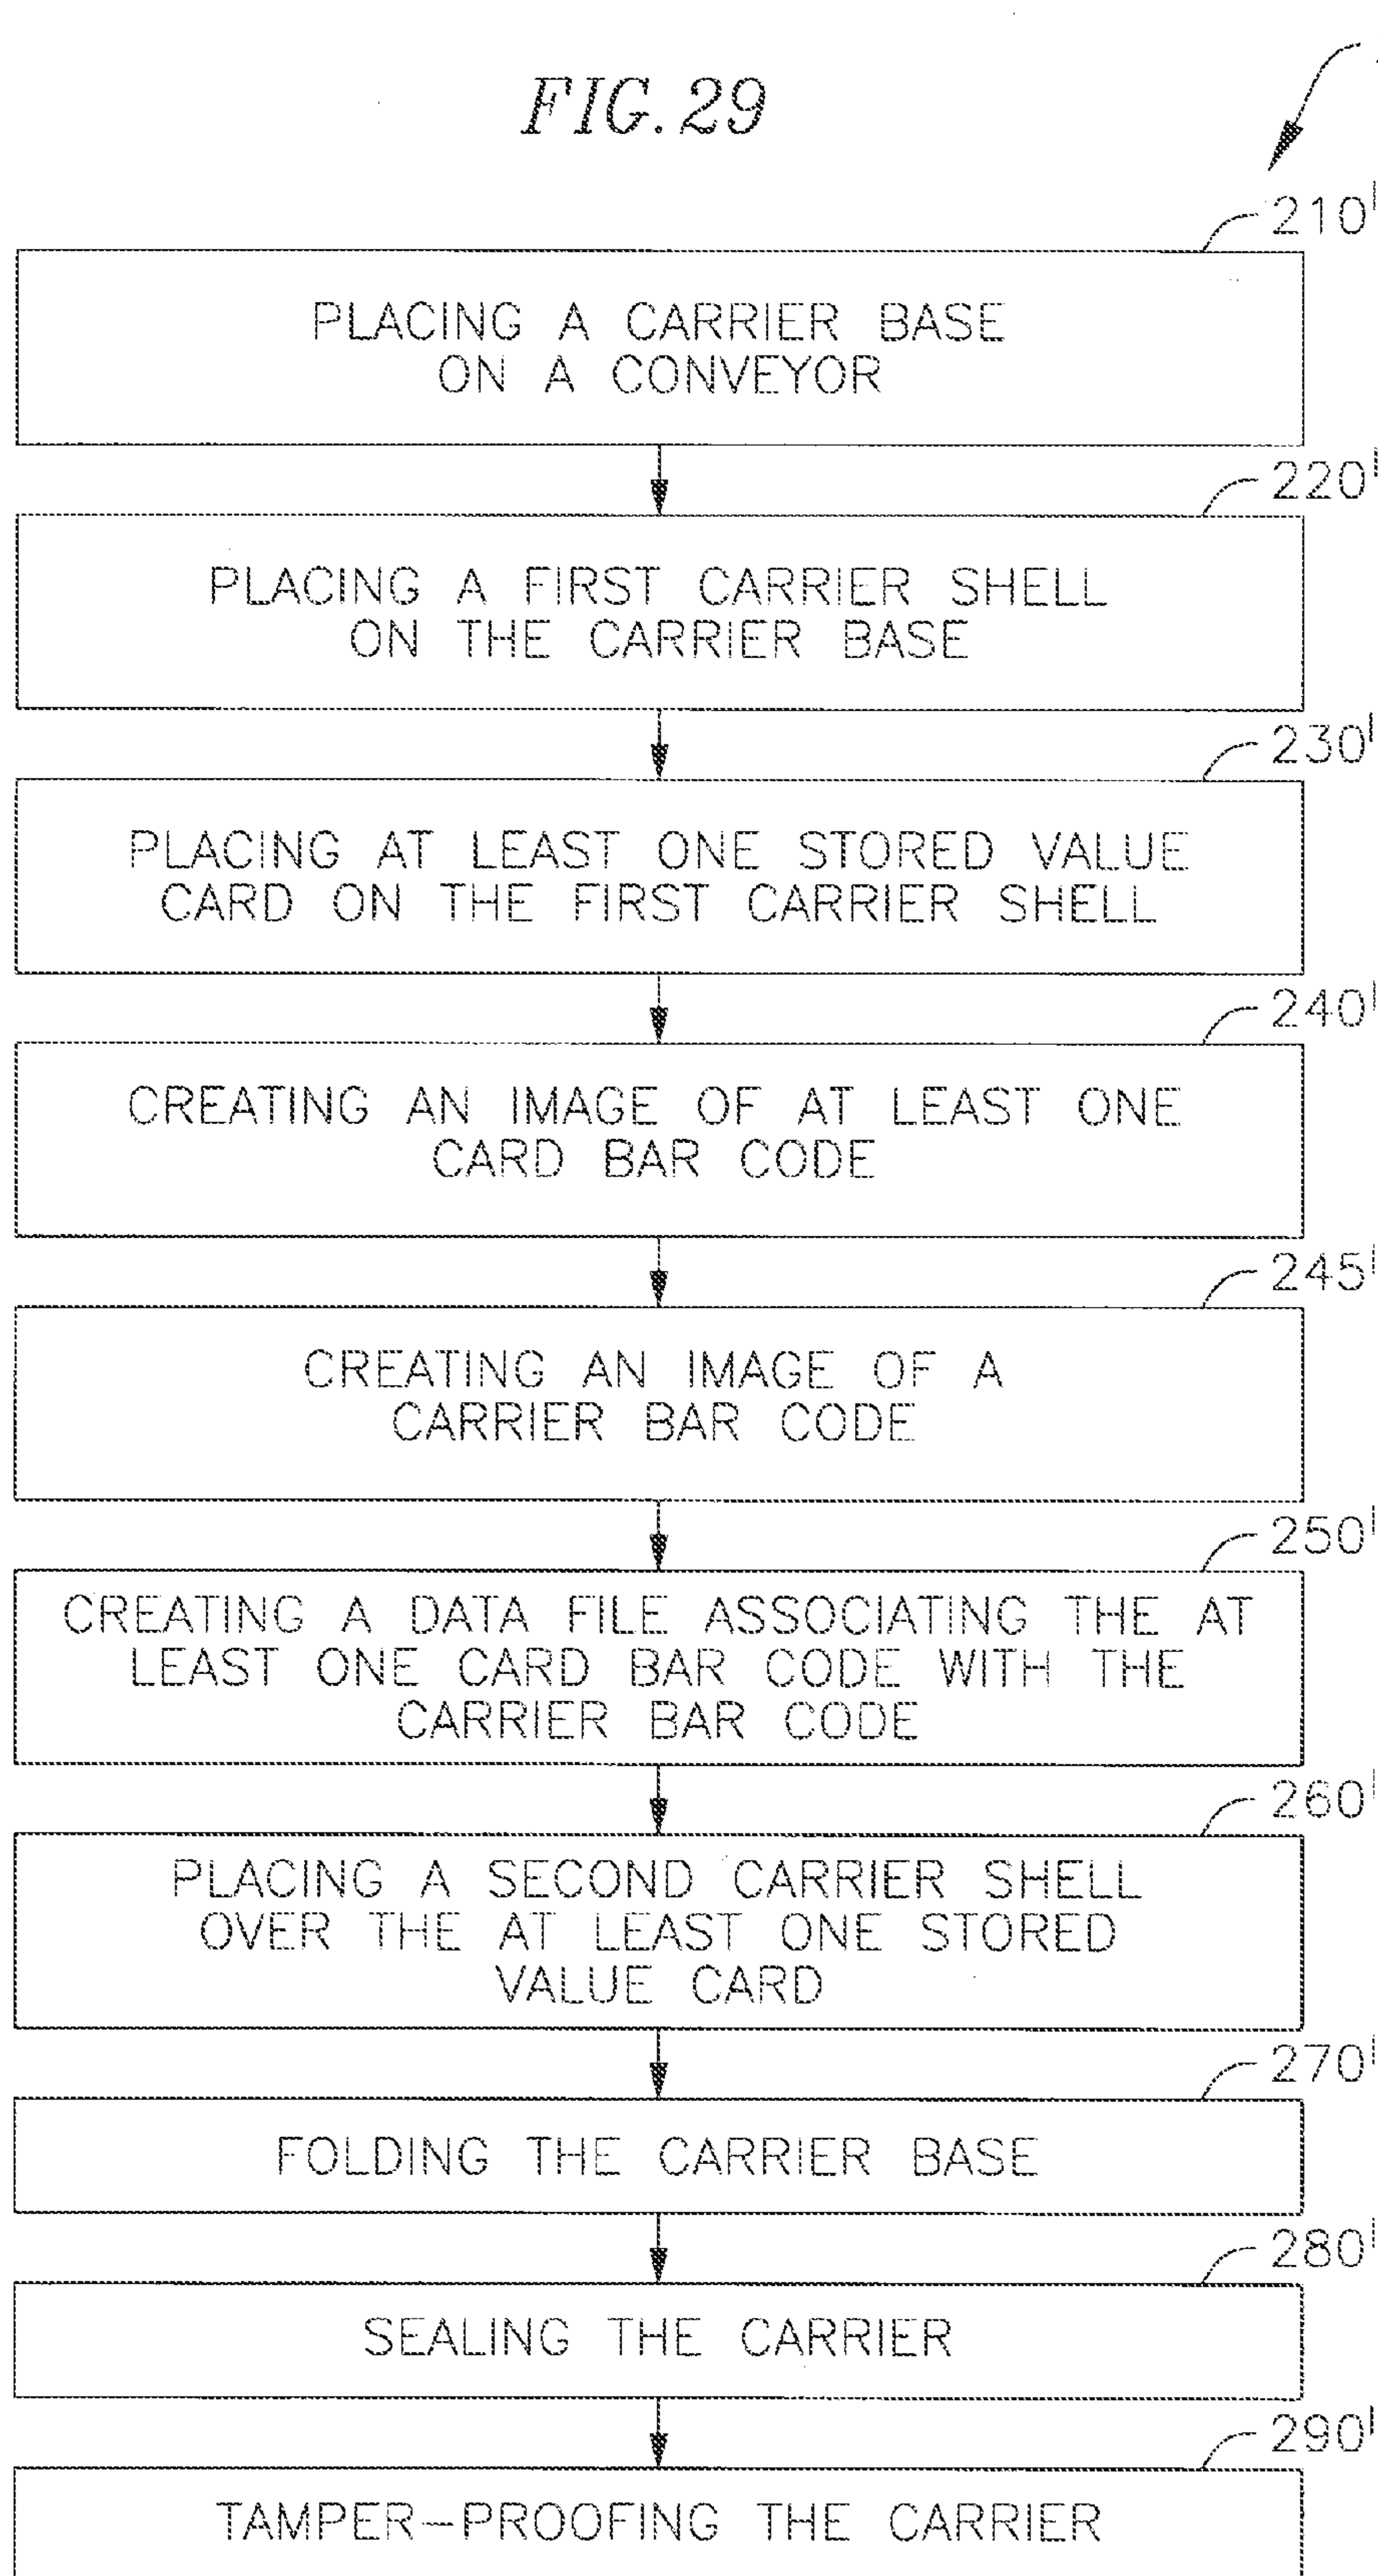 FIG. 29
210'
PLACING A CARRIER BASE
ON A CONVEYOR
220'
PLACING A FIRST CARRIER SHELL
ON THE CARRIER BASE
230'
PLACING AT LEAST ONE STORED VALUE
CARD ON THE FIRST CARRIER SHELL
240'
CREATING AN IMAGE OF AT LEAST ONE
CARD BAR CODE
245'
CREATING AN IMAGE OF A
CARRIER BAR CODE
250'
CREATING A DATA FILE ASSOCIATING THE AT
LEAST ONE CARD BAR CODE WITH THE
CARRIER BAR CODE
260'
PLACING A SECOND CARRIER SHELL
OVER THE AT LEAST ONE STORED
VALUE CARD
270'
FOLDING THE CARRIER BASE
280'
SEALING THE CARRIER
290'
TAMPER-PROOFING THE CARRIER